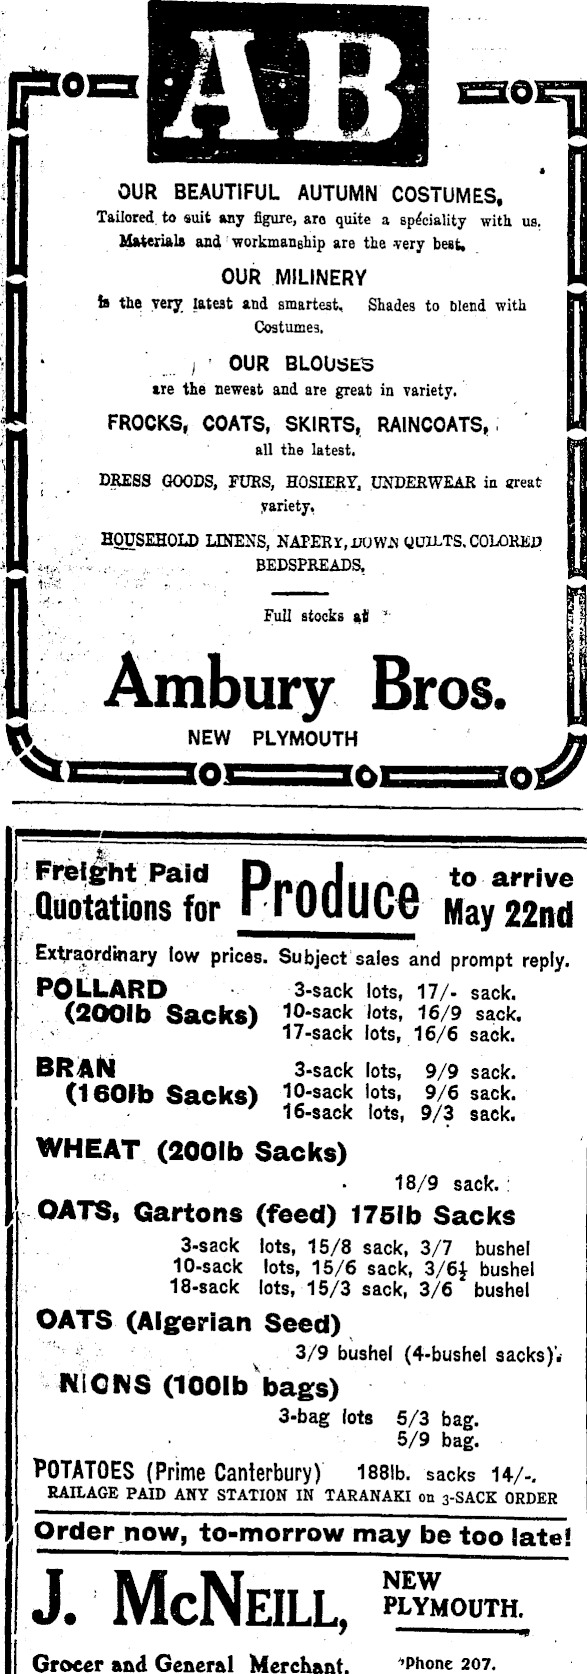 AB
OUR BEAUTIFUL AUTUMN COSTUMES,
Tailored to suit any figure, are quite a spéciality with us.
Materials and workmanship are the very best.
OUR MILINERY
is the very latest and smartest. Shades to blend with
Costumes.
OUR BLOUSES
are the newest and are great in variety.
FROCKS, COATS, SKIRTS, RAINCOATS,
all the latest.
DRESS GOODS, FURS, HOSIERY, UNDERWEAR in great
variety.
HOUSEHOLD LINENS, NAPERY, DOWN QUILTS, COLORED
BEDSPREADS.
Full stocks at
Ambury Bros.
NEW PLYMOUTH
Freight Paid Quotations for Produce to arrive May 22nd
Extraordinary low prices. Subject sales and prompt reply.
POLLARD 3-sack lots, 17/- sack.
(200lb Sacks) 10-sack lots, 16/9 sack.
17-sack lots, 16/6 sack.
BRAN 3-sack lots, 9/9 sack.
(160lb Sacks) 10-sack lots, 9/6 sack.
16-sack lots, 9/3 sack.
WHEAT (200lb Sacks)
18/9 sack.
OATS, Gartons (feed) 175lb Sacks
3-sack lots, 15/8 sack, 3/7 bushel
10-sack lots, 15/6 sack, 3/6½ bushel
18-sack lots, 15/3 sack, 3/6 bushel
OATS (Algerian Seed)
3/9 bushel (4-bushel sacks).
NIONS (100lb bags)
3-bag lots 5/3 bag.
5/9 bag.
POTATOES (Prime Canterbury) 188lb. sacks 14/-.
RAILAGE PAID ANY STATION IN TARANAKI on 3-SACK ORDER
Order now, to-morrow may be too late!
J. McNEILL, NEW PLYMOUTH.
Grocer and General Merchant. 'Phone 207.